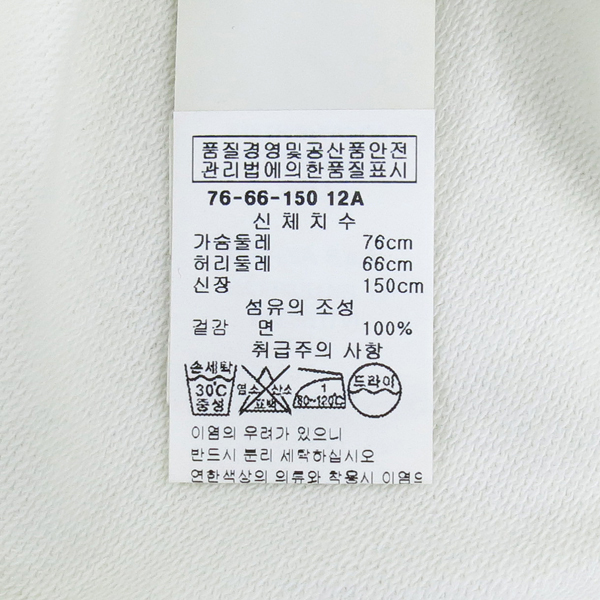 품질경영및공산품안전
관리법에의한품질표시
76-66-150 12A
신체치수
가슴둘레 76cm
허리둘레 66cm
신장 150cm
섬유의 조성
겉감 면 100%
취급주의 사항
손세탁 30℃ 중성
염소 산소 표백
1 80~120℃
드라이
이염의 우려가 있으니
반드시 분리 세탁하십시오
연한색상의 의류와 착용시 이염의